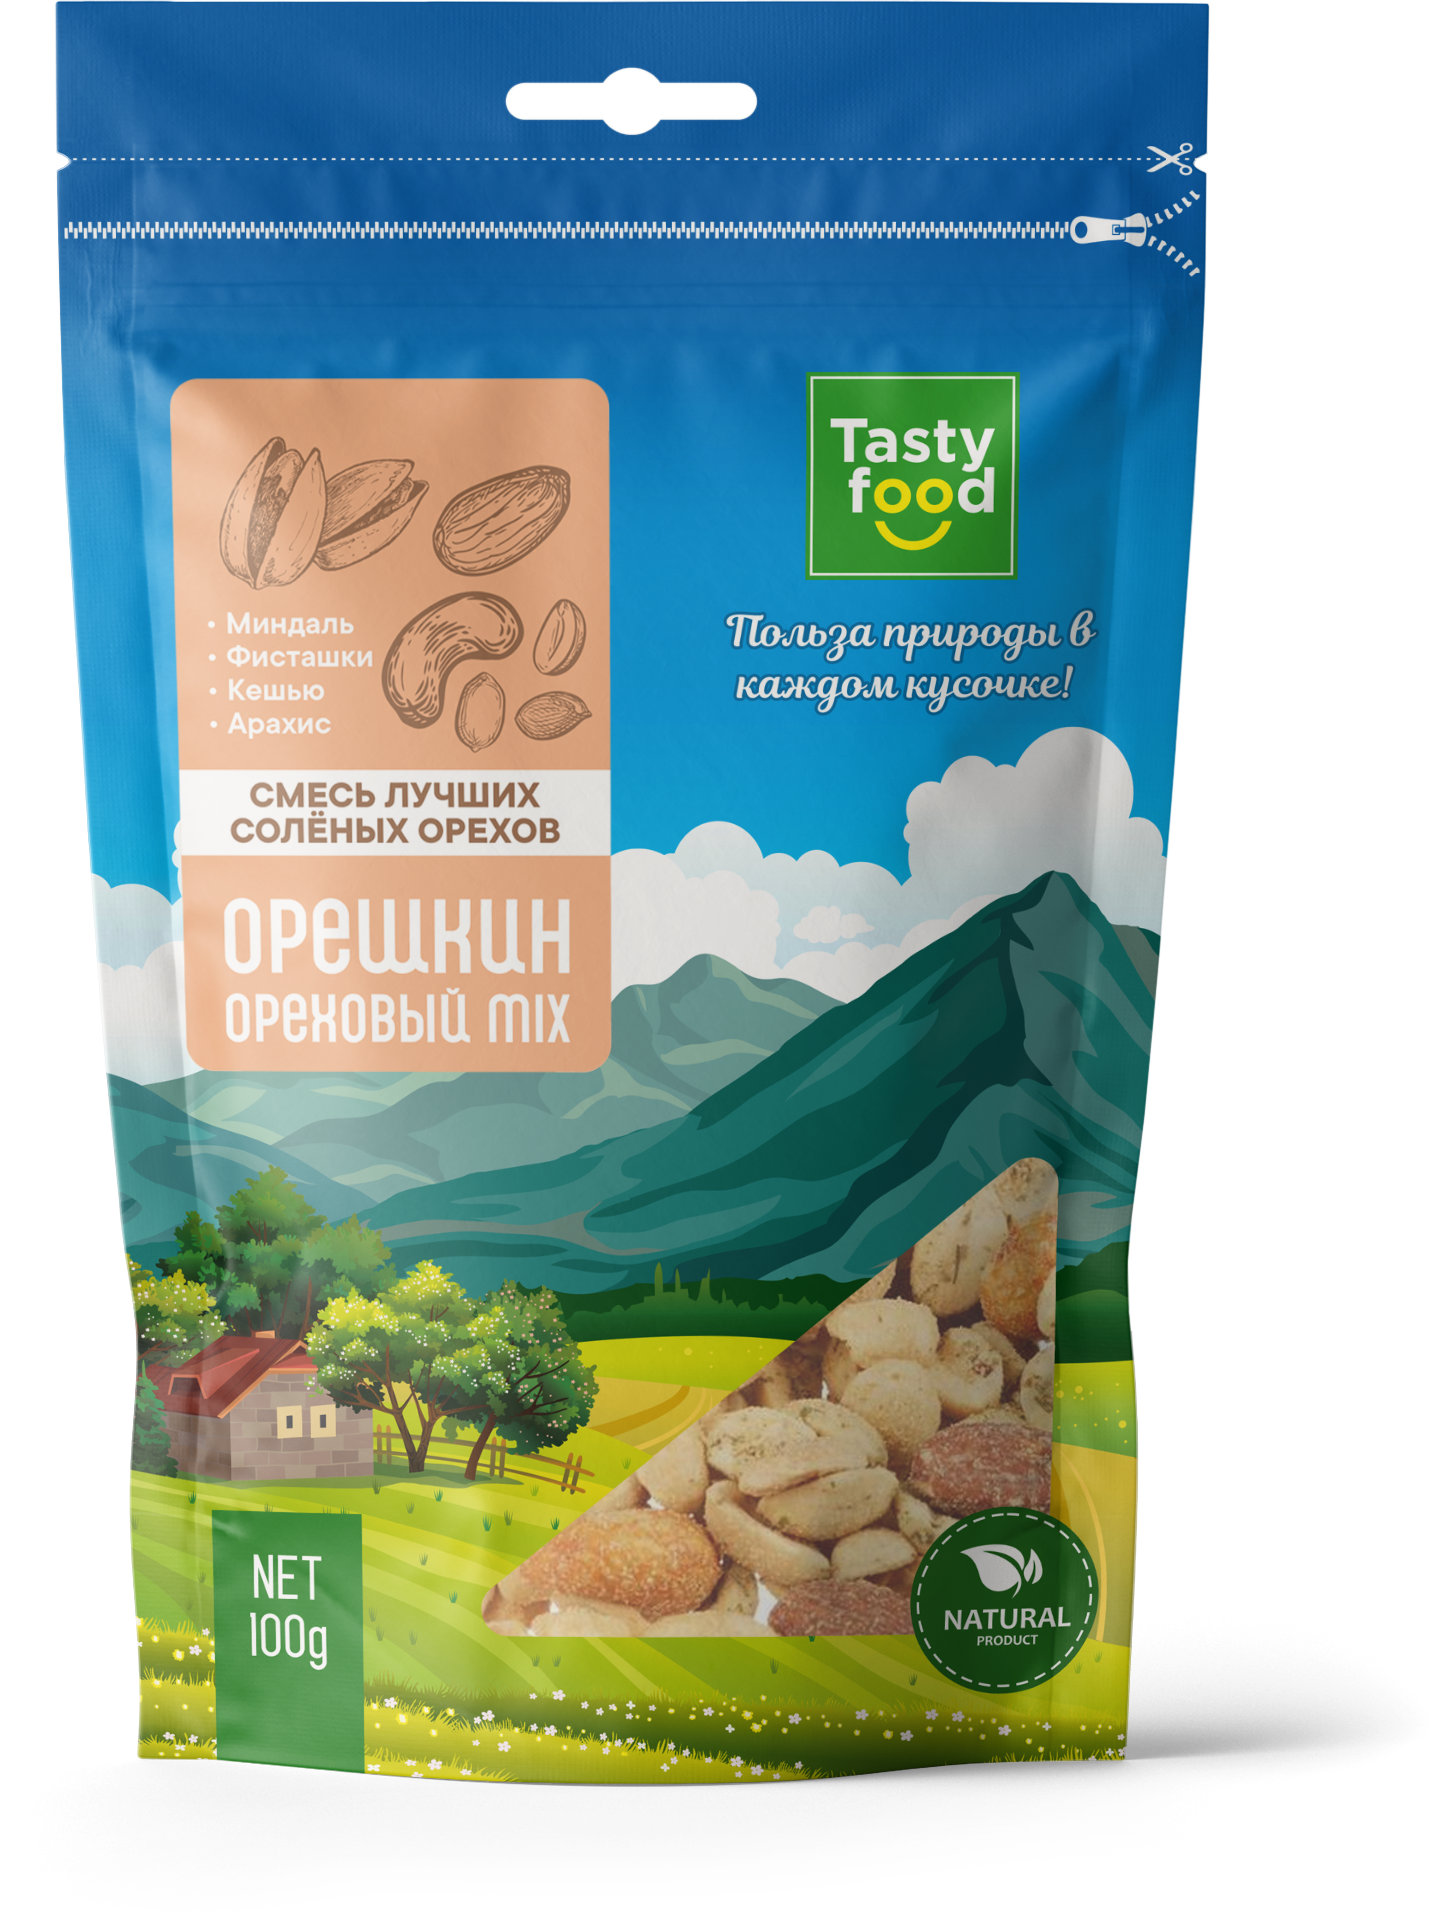 Tasty
food
Польза природы в
каждом кусочке!
• Миндаль
• Фисташки
• Кешью
• Арахис
СМЕСЬ ЛУЧШИХ
СОЛЁНЫХ ОРЕХОВ
ОРЕШКИН
ОРЕХОВЫЙ MIX
NET
100g
NATURAL
PRODUCT